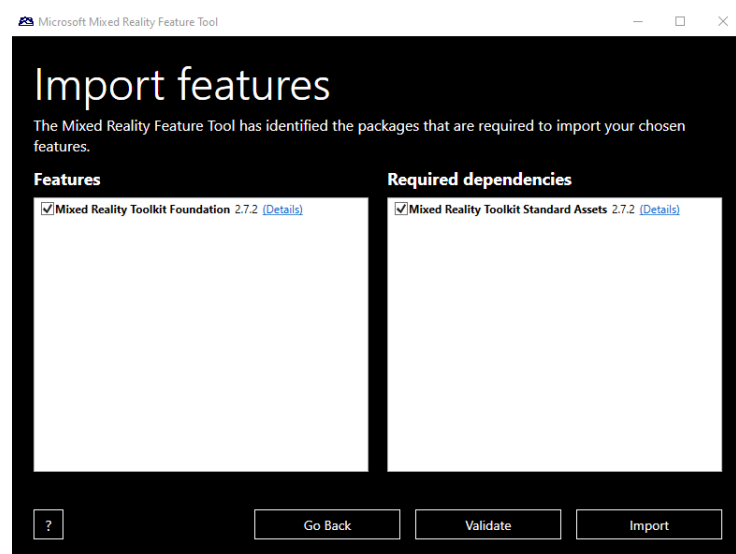 Microsoft Mixed Reality Feature Tool
Import features
The Mixed Reality Feature Tool has identified the packages that are required to import your chosen
features.
Features
Required dependencies
Mixed Reality Toolkit Foundation 2.7.2 (Details)
Mixed Reality Toolkit Standard Assets 2.7.2 (Details)
?
Go Back
Validate
Import